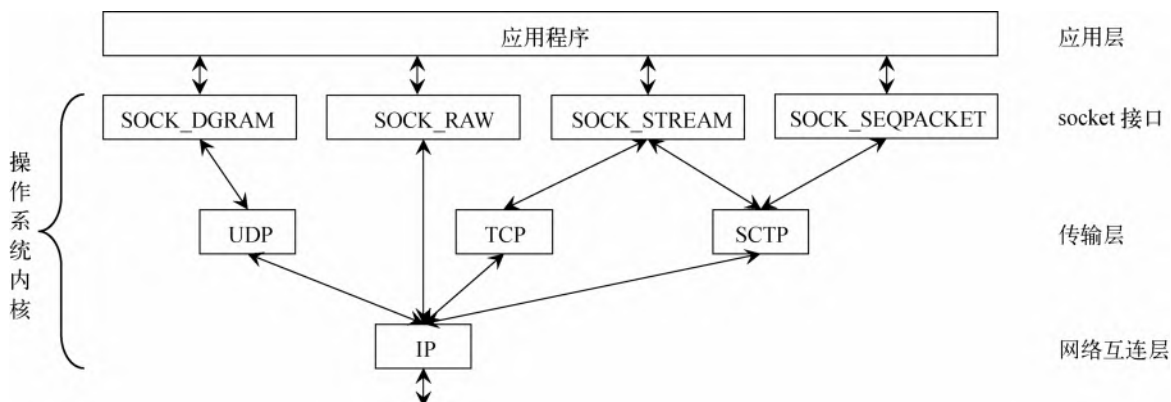 应用程序
应用层
SOCK_DGRAM
SOCK_RAW
SOCK_STREAM
SOCK_SEQPACKET
socket 接口
操作系统内核
UDP
TCP
SCTP
传输层
IP
网络互连层